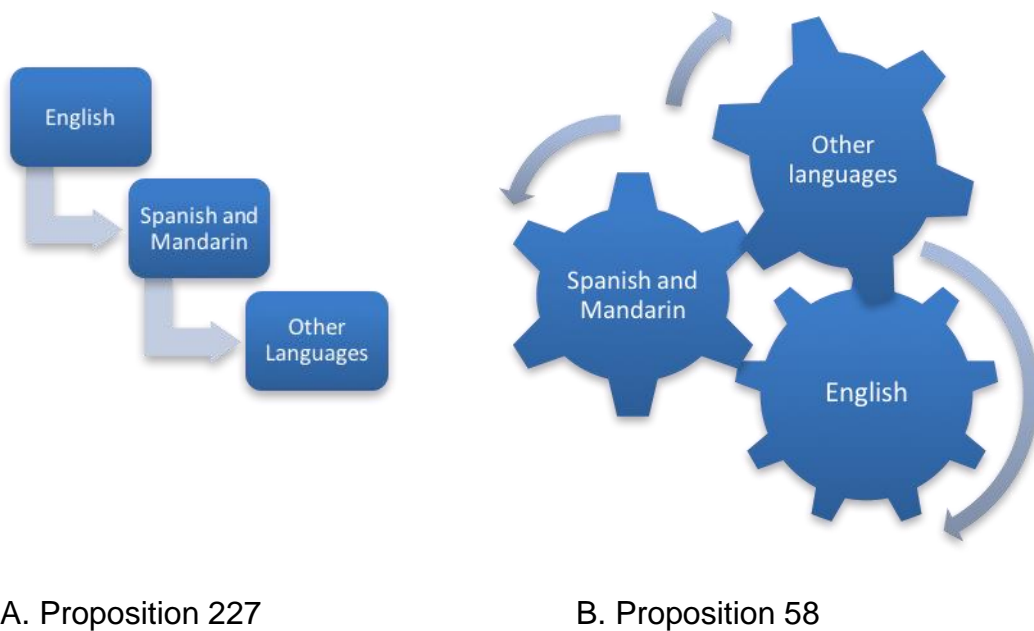 English
Spanish and
Mandarin
Other
Languages
Other
languages
Spanish and
Mandarin
English
A. Proposition 227
B. Proposition 58